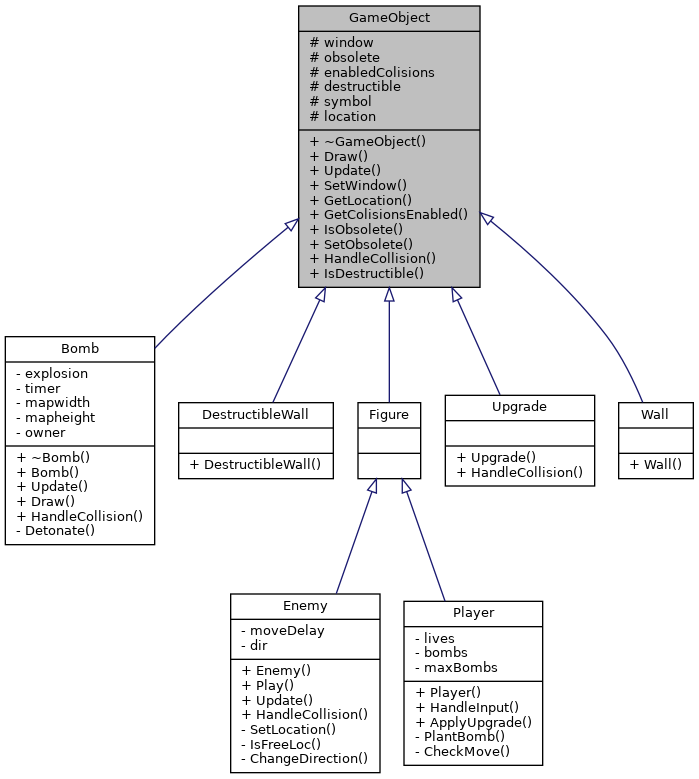 GameObject
# window
# obsolete
# enabledColisions
# destructible
# symbol
# location
+ ~GameObject()
+ Draw()
+ Update()
+ SetWindow()
+ GetLocation()
+ GetColisionsEnabled()
+ IsObsolete()
+ SetObsolete()
+ HandleCollision()
+ IsDestructible()
Bomb
- explosion
- timer
- mapwidth
- mapheight
- owner
+ ~Bomb()
+ Bomb()
+ Update()
+ Draw()
+ HandleCollision()
- Detonate()
DestructibleWall
+ DestructibleWall()
Figure
Upgrade
+ Upgrade()
+ HandleCollision()
Wall
+ Wall()
Enemy
- moveDelay
- dir
+ Enemy()
+ Play()
+ Update()
+ HandleCollision()
- SetLocation()
- IsFreeLoc()
- ChangeDirection()
Player
- lives
- bombs
- maxBombs
+ Player()
+ HandleInput()
+ ApplyUpgrade()
- PlantBomb()
- CheckMove()